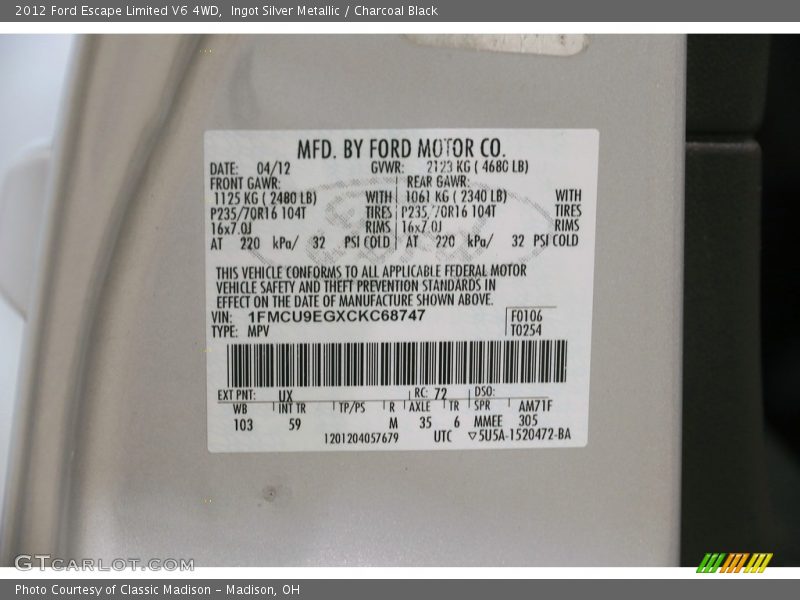 2012 Ford Escape Limited V6 4WD, Ingot Silver Metallic / Charcoal Black
MFD. BY FORD MOTOR CO.
DATE: 04/12 GVWR: 2123 KG ( 4680 LB)
FRONT GAWR: REAR GAWR:
1125 KG ( 2480 LB) WITH 1061 KG ( 2340 LB) WITH
P235/70R16 104T TIRES P235/70R16 104T TIRES
16x7.0J RIMS 16x7.0J RIMS
AT 220 kPa/ 32 PSI COLD AT 220 kPa/ 32 PSI COLD
THIS VEHICLE CONFORMS TO ALL APPLICABLE FEDERAL MOTOR
VEHICLE SAFETY AND THEFT PREVENTION STANDARDS IN
EFFECT ON THE DATE OF MANUFACTURE SHOWN ABOVE.
VIN: 1FMCU9EGXCKC68747 F0106
TYPE: MPV T0254
EXT PNT: UX RC: 72 DSO:
WB INT TR TP/PS R AXLE TR SPR AM71F
103 59 M 35 6 MMEE 305
1201204057679 UTC ▽5U5A-1520472-BA
GTCARLOT.COM
Photo Courtesy of Classic Madison - Madison, OH